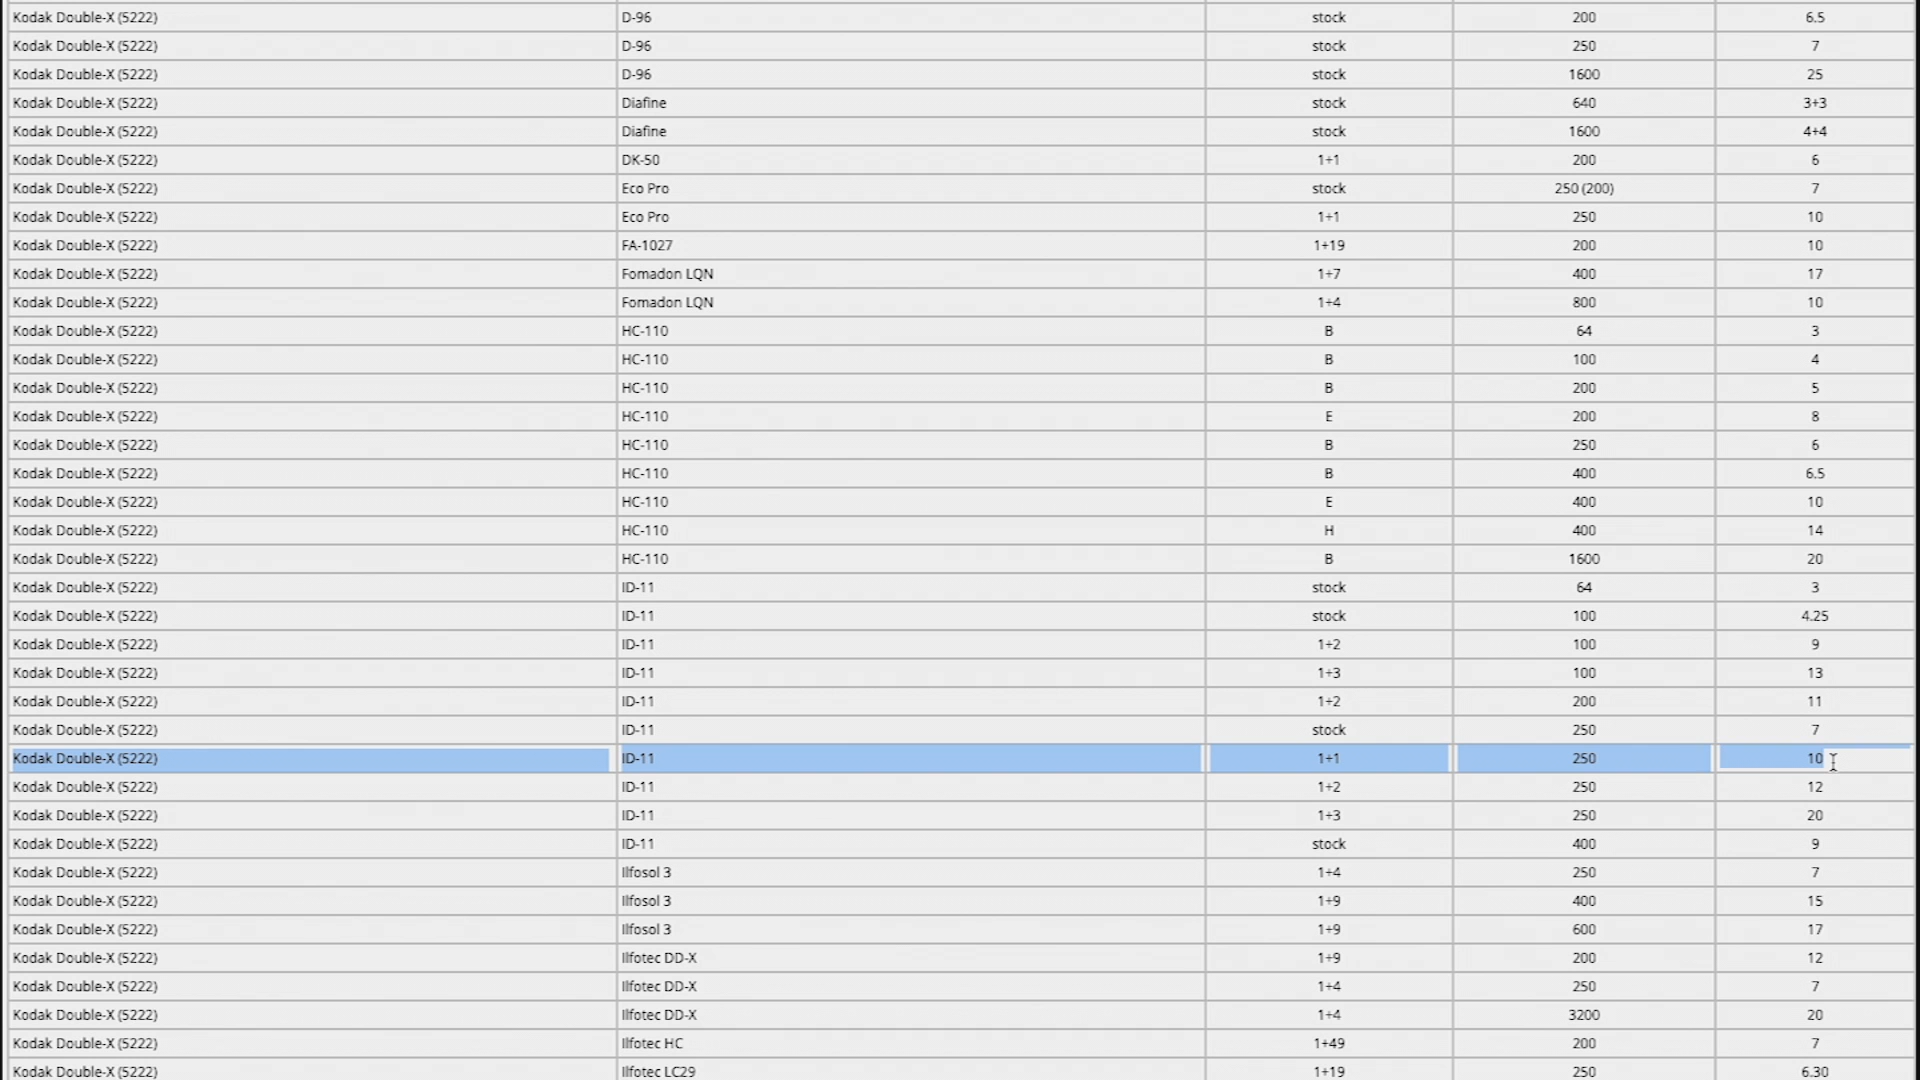 Kodak Double-X (5222) D-96 stock 200 6.5
Kodak Double-X (5222) D-96 stock 250 7
Kodak Double-X (5222) D-96 stock 1600 25
Kodak Double-X (5222) Diafine stock 640 3+3
Kodak Double-X (5222) Diafine stock 1600 4+4
Kodak Double-X (5222) DK-50 1+1 200 6
Kodak Double-X (5222) Eco Pro stock 250 (200) 7
Kodak Double-X (5222) Eco Pro 1+1 250 10
Kodak Double-X (5222) FA-1027 1+19 200 10
Kodak Double-X (5222) Fomadon LQN 1+7 400 17
Kodak Double-X (5222) Fomadon LQN 1+4 800 10
Kodak Double-X (5222) HC-110 B 64 3
Kodak Double-X (5222) HC-110 B 100 4
Kodak Double-X (5222) HC-110 B 200 5
Kodak Double-X (5222) HC-110 E 200 8
Kodak Double-X (5222) HC-110 B 250 6
Kodak Double-X (5222) HC-110 B 400 6.5
Kodak Double-X (5222) HC-110 E 400 10
Kodak Double-X (5222) HC-110 H 400 14
Kodak Double-X (5222) HC-110 B 1600 20
Kodak Double-X (5222) ID-11 stock 64 3
Kodak Double-X (5222) ID-11 stock 100 4.25
Kodak Double-X (5222) ID-11 1+2 100 9
Kodak Double-X (5222) ID-11 1+3 100 13
Kodak Double-X (5222) ID-11 1+2 200 11
Kodak Double-X (5222) ID-11 stock 250 7
Kodak Double-X (5222) ID-11 1+1 250 10
Kodak Double-X (5222) ID-11 1+2 250 12
Kodak Double-X (5222) ID-11 1+3 250 20
Kodak Double-X (5222) ID-11 stock 400 9
Kodak Double-X (5222) Ilfosol 3 1+4 250 7
Kodak Double-X (5222) Ilfosol 3 1+9 400 15
Kodak Double-X (5222) Ilfosol 3 1+9 600 17
Kodak Double-X (5222) Ilfotec DD-X 1+9 200 12
Kodak Double-X (5222) Ilfotec DD-X 1+4 250 7
Kodak Double-X (5222) Ilfotec DD-X 1+4 3200 20
Kodak Double-X (5222) Ilfotec HC 1+49 200 7
Kodak Double-X (5222) Ilfotec LC29 1+19 250 6.30